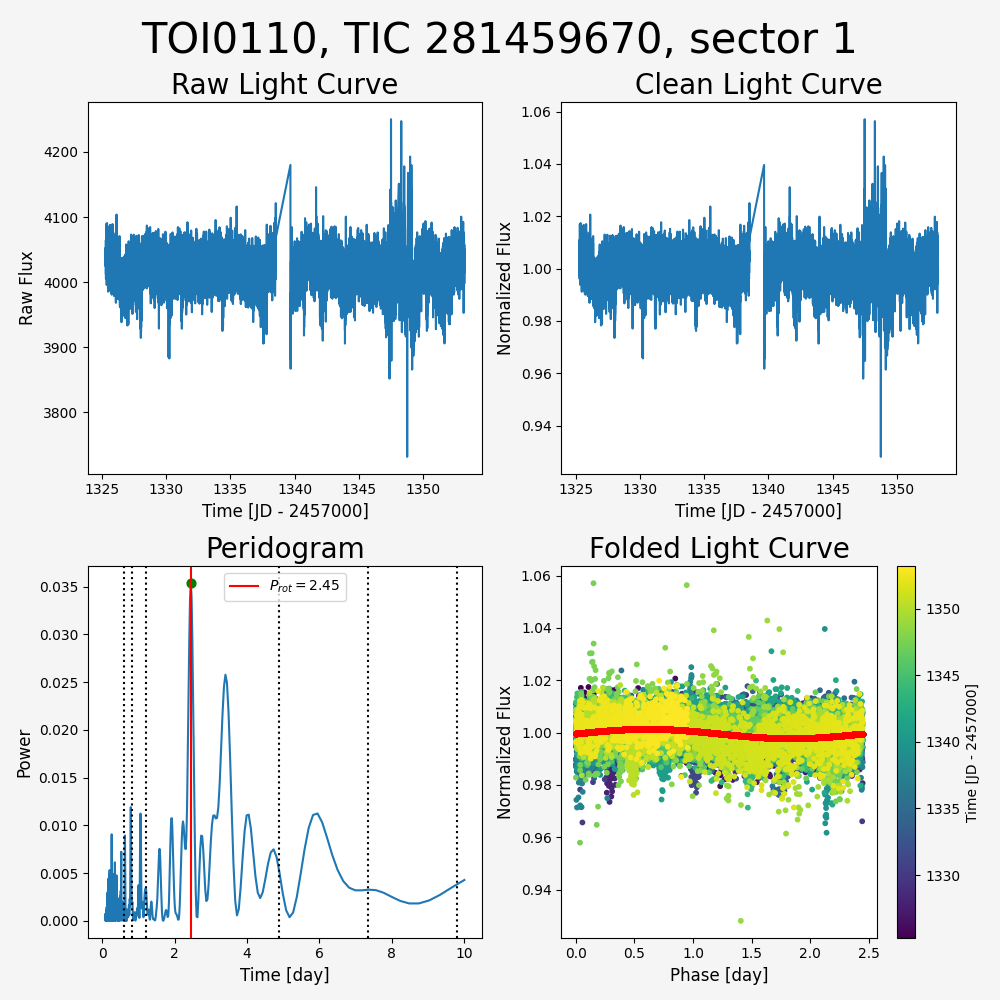 TOI0110, TIC 281459670, sector 1
Raw Light Curve
Clean Light Curve
4200
4100
4000
3900
3800
Raw Flux
1325 1330 1335 1340 1345 1350
Time [JD - 2457000]
1.06
1.04
1.02
1.00
0.98
0.96
0.94
Normalized Flux
1325 1330 1335 1340 1345 1350
Time [JD - 2457000]
Peridogram
Folded Light Curve
0.035
0.030
0.025
0.020
0.015
0.010
0.005
0.000
Power
P_rot = 2.45
0 2 4 6 8 10
Time [day]
1.06
1.04
1.02
1.00
0.98
0.96
0.94
Normalized Flux
0.0 0.5 1.0 1.5 2.0 2.5
Phase [day]
1350
1345
1340
1335
1330
Time [JD - 2457000]